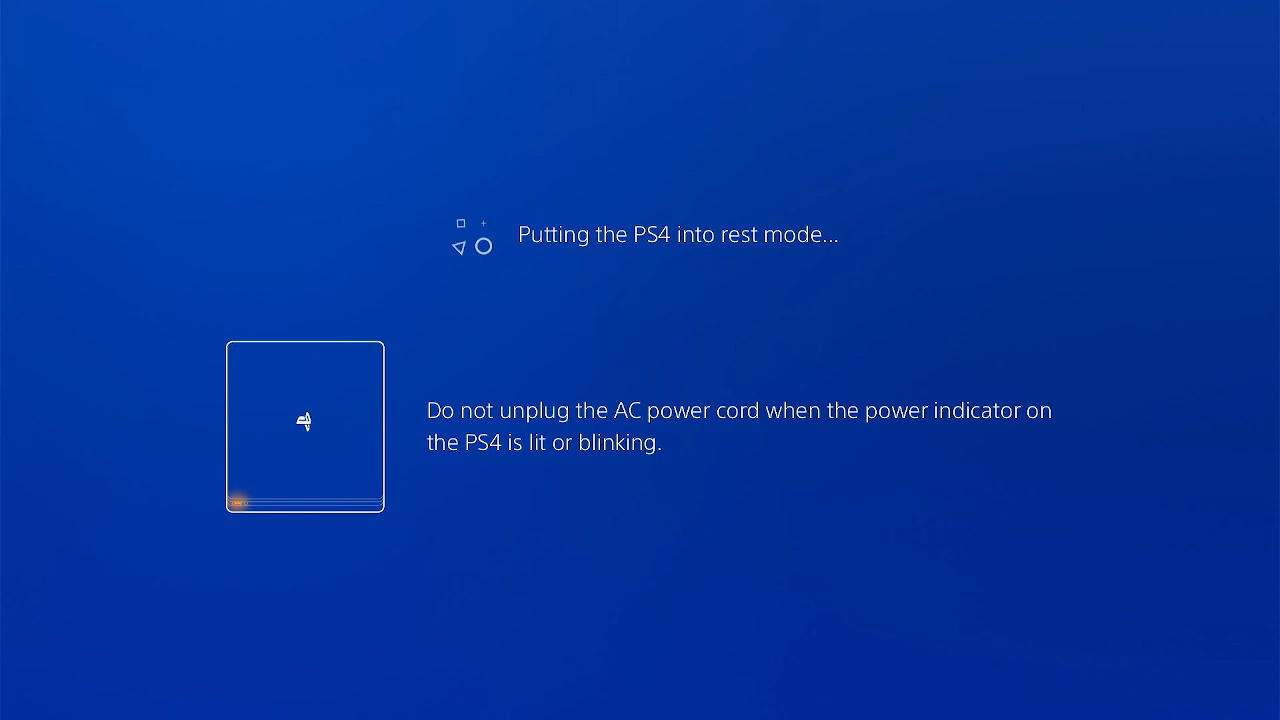 Putting the PS4 into rest mode...
Do not unplug the AC power cord when the power indicator on
the PS4 is lit or blinking.